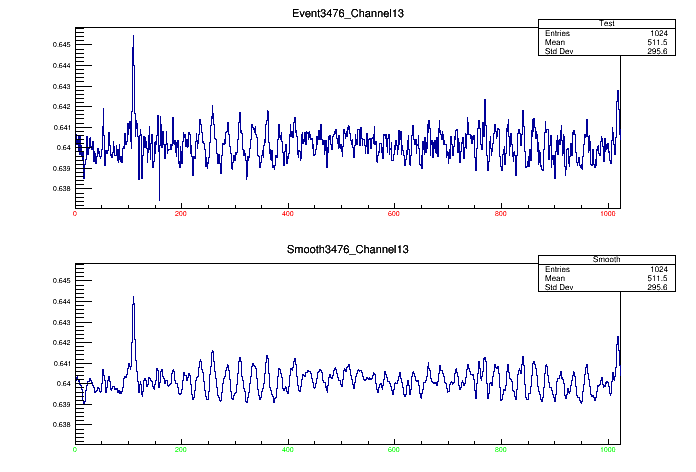 Event3476_Channel13
Test
Entries 1024
Mean 511.5
Std Dev 295.6
0.645
0.644
0.643
0.642
0.641
0.64
0.639
0.638
0 200 400 600 800 1000
Smooth3476_Channel13
Smooth
Entries 1024
Mean 511.5
Std Dev 295.6
0.645
0.644
0.643
0.642
0.641
0.64
0.639
0.638
0 200 400 600 800 1000